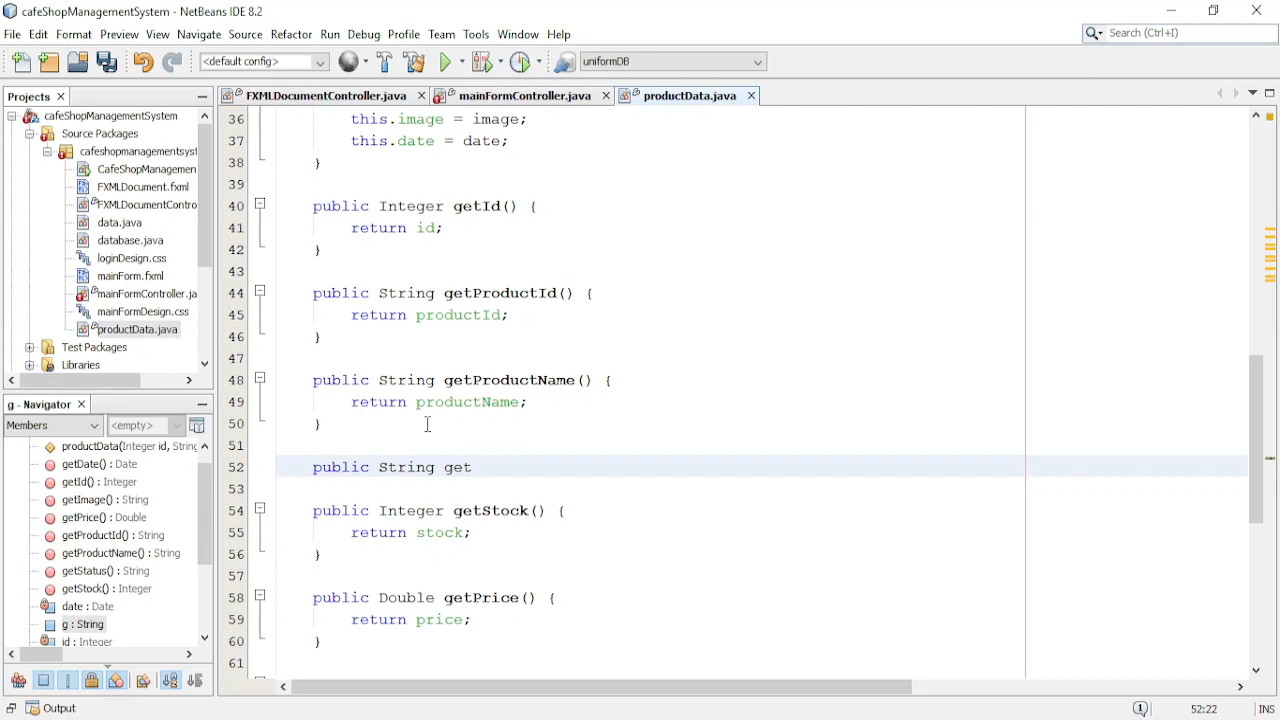 cafeShopManagementSystem - NetBeans IDE 8.2
File Edit Format Preview View Navigate Source Refactor Run Debug Profile Team Tools Window Help
Search (Ctrl+I)
<default config>
uniformDB
Projects
FXMLDocumentController.java
mainFormController.java
productData.java
cafeShopManagementSystem
Source Packages
cafeshopmanagementsyst
CafeShopManagemen
FXMLDocument.fxml
FXMLDocumentContro
data.java
database.java
loginDesign.css
mainForm.fxml
mainFormController.ja
mainFormDesign.css
productData.java
Test Packages
Libraries
g - Navigator
Members
<empty>
productData(Integer id, String
getDate() : Date
getId() : Integer
getImage() : String
getPrice() : Double
getProductId() : String
getProductName() : String
getStatus() : String
getStock() : Integer
date : Date
g : String
id : Integer
36 this.image = image;
37 this.date = date;
38 }
39
40 public Integer getId() {
41 return id;
42 }
43
44 public String getProductId() {
45 return productId;
46 }
47
48 public String getProductName() {
49 return productName;
50 }
51
52 public String get
53
54 public Integer getStock() {
55 return stock;
56 }
57
58 public Double getPrice() {
59 return price;
60 }
61
Output
1
52:22
INS